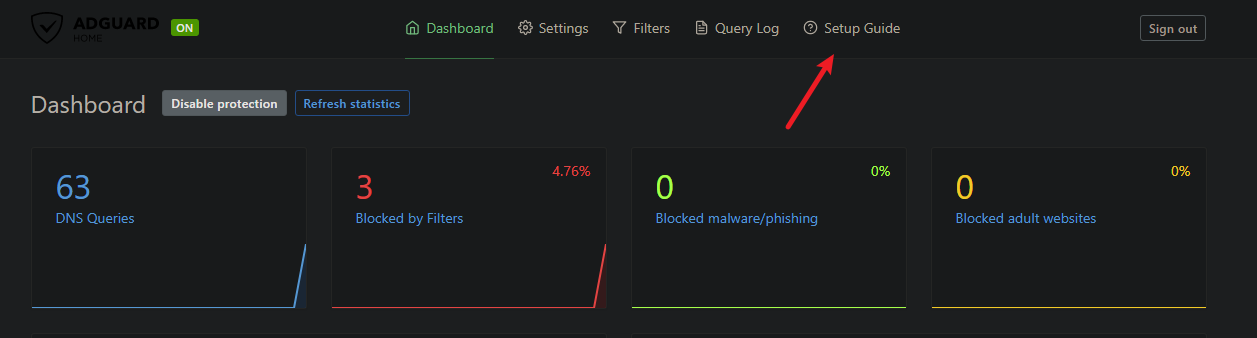 ADGUARD
HOME
ON
Dashboard Settings Filters Query Log Setup Guide
Sign out
Dashboard Disable protection Refresh statistics
63
DNS Queries
3 4.76%
Blocked by Filters
0 0%
Blocked malware/phishing
0 0%
Blocked adult websites